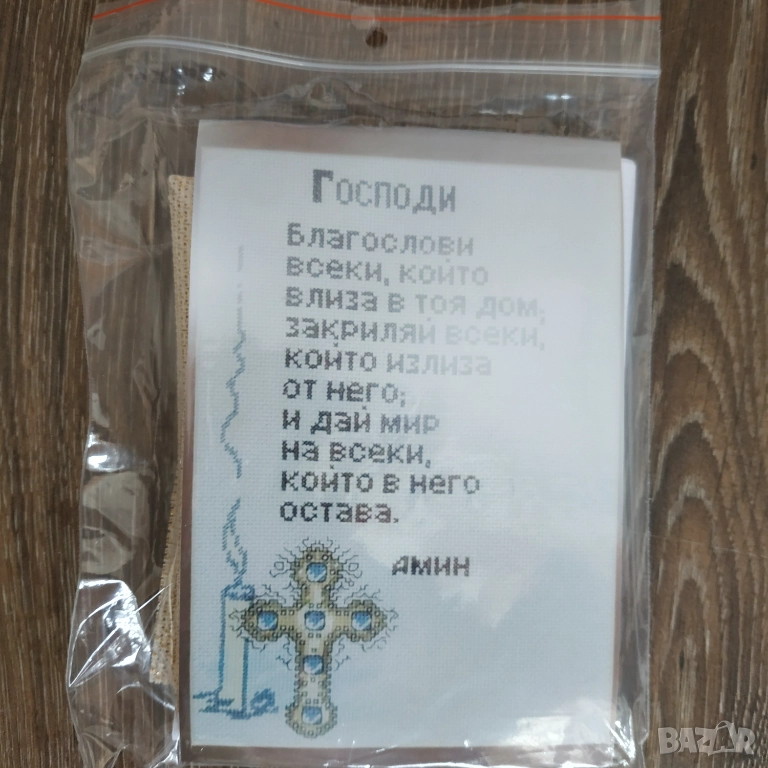 Господи
Благослови
всеки, който
влиза в тоя дом;
закриляй всеки,
който излиза
от него;
и дай мир
на всеки,
който в него
остава.
амин
BAZAR